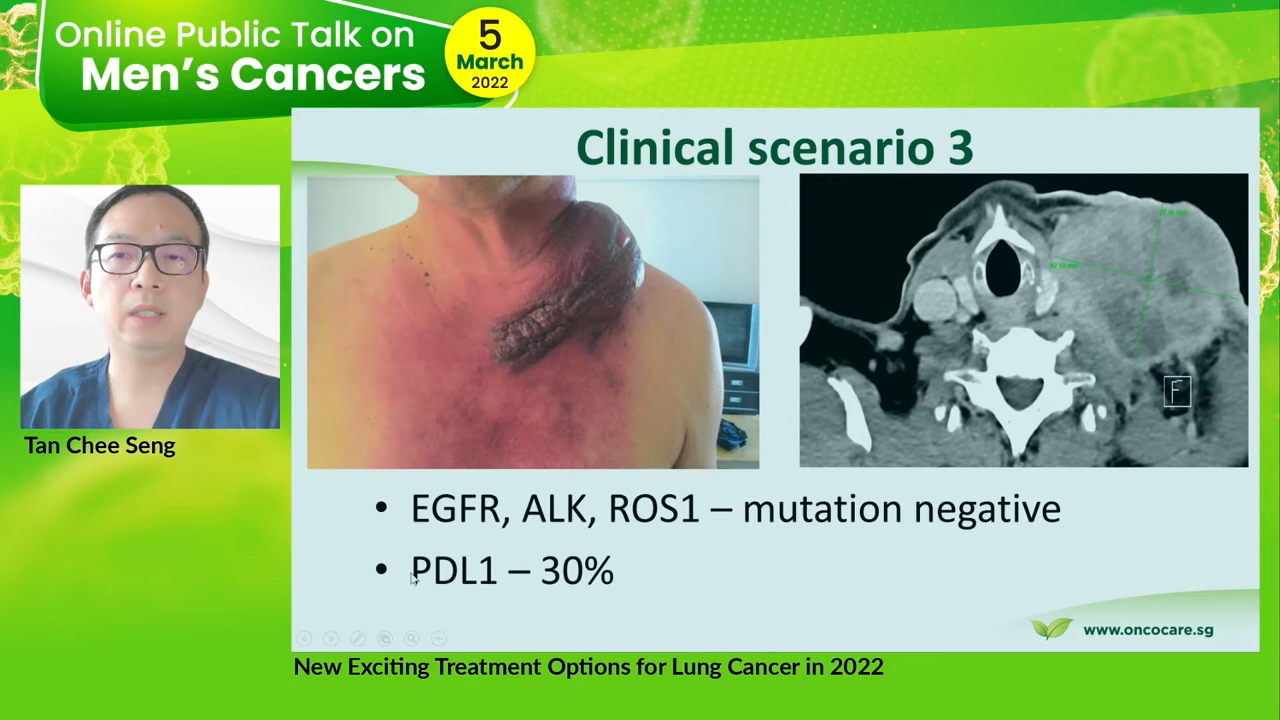 Online Public Talk on
Men's Cancers
5
March
2022
Clinical scenario 3
F
Tan Chee Seng
• EGFR, ALK, ROS1 – mutation negative
• PDL1 – 30%
www.oncocare.sg
New Exciting Treatment Options for Lung Cancer in 2022